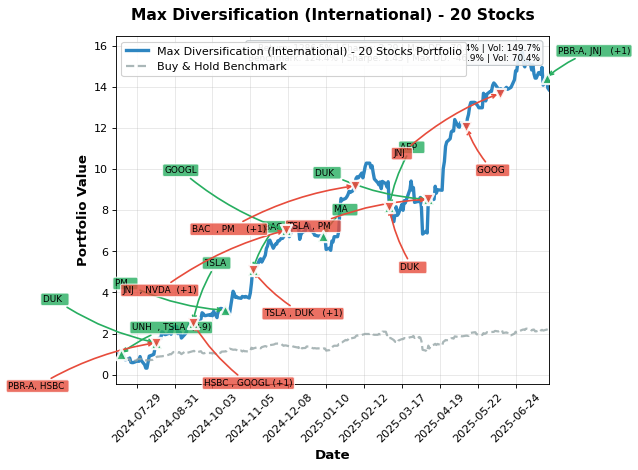 Max Diversification (International) - 20 Stocks
Max Diversification (International) - 20 Stocks Portfolio
Buy & Hold Benchmark
4% | Vol: 149.7%
.9% | Vol: 70.4%
PBR-A, JNJ (+1)
JNJ
GOOG
GOOGL
DUK
MA
BAC , PM (+1)
TSLA , PM
DUK
TSLA
PM
JNJ , NVDA (+1)
DUK
TSLA , DUK (+1)
UNH , TSLA (+9)
PBR-A, HSBC
HSBC , GOOGL (+1)
Portfolio Value
16
14
12
10
8
6
4
2
0
2024-07-29
2024-08-31
2024-10-03
2024-11-05
2024-12-08
2025-01-10
2025-02-12
2025-03-17
2025-04-19
2025-05-22
2025-06-24
Date